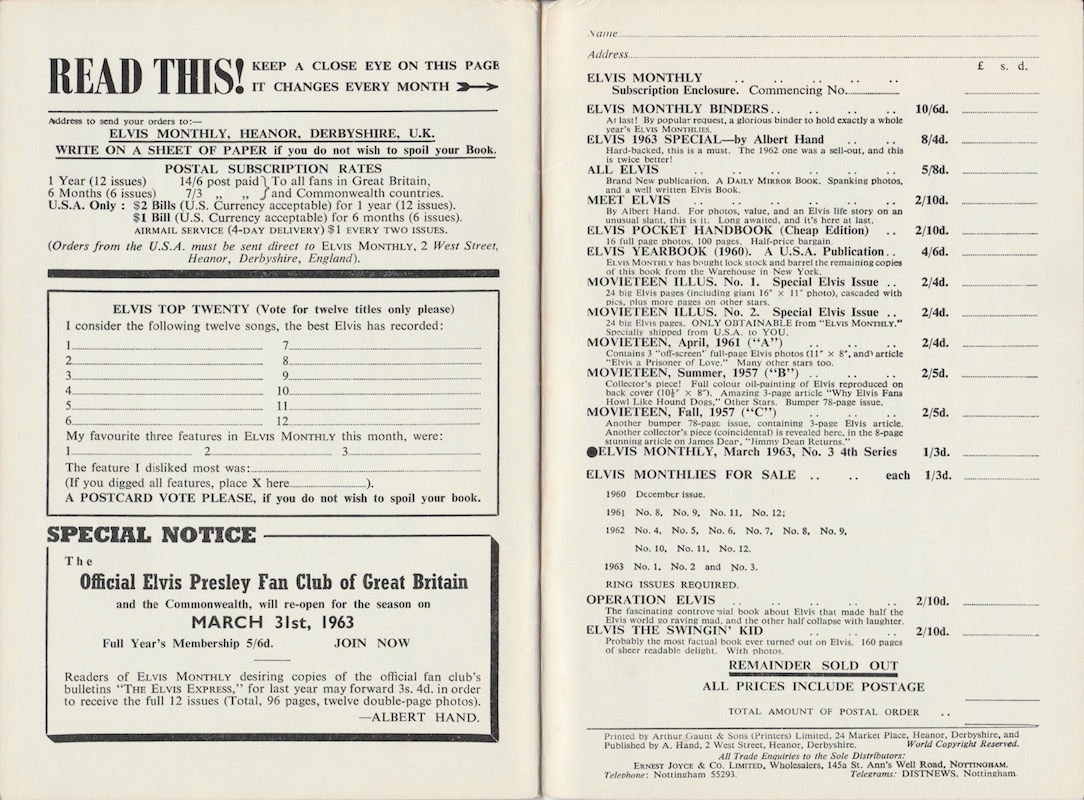 READ THIS! KEEP A CLOSE EYE ON THIS PAGE
IT CHANGES EVERY MONTH
Address to send your orders to:—
ELVIS MONTHLY, HEANOR, DERBYSHIRE, U.K.
WRITE ON A SHEET OF PAPER if you do not wish to spoil your Book.
POSTAL SUBSCRIPTION RATES
1 Year (12 issues) 14/6 post paid } To all fans in Great Britain,
6 Months (6 issues) 7/3 „ „ } and Commonwealth countries.
U.S.A. Only : $2 Bills (U.S. Currency acceptable) for 1 year (12 issues).
$1 Bill (U.S. Currency acceptable) for 6 months (6 issues).
AIRMAIL SERVICE (4-DAY DELIVERY) $1 EVERY TWO ISSUES.
(Orders from the U.S.A. must be sent direct to ELVIS MONTHLY, 2 West Street,
Heanor, Derbyshire, England).
ELVIS TOP TWENTY (Vote for twelve titles only please)
I consider the following twelve songs, the best Elvis has recorded:
1 7
2 8
3 9
4 10
5 11
6 12
My favourite three features in ELVIS MONTHLY this month, were:
1 2 3
The feature I disliked most was:
(If you digged all features, place X here ).
A POSTCARD VOTE PLEASE, if you do not wish to spoil your book.
SPECIAL NOTICE
The
Official Elvis Presley Fan Club of Great Britain
and the Commonwealth, will re-open for the season on
MARCH 31st, 1963
Full Year's Membership 5/6d. JOIN NOW
Readers of ELVIS MONTHLY desiring copies of the official fan club's
bulletins "THE ELVIS EXPRESS," for last year may forward 3s. 4d. in order
to receive the full 12 issues (Total, 96 pages, twelve double-page photos).
—ALBERT HAND.
Name
Address
£ s. d.
ELVIS MONTHLY .. .. .. .. ..
Subscription Enclosure. Commencing No.
ELVIS MONTHLY BINDERS .. .. .. .. 10/6d.
At last! By popular request, a glorious binder to hold exactly a whole
year's ELVIS MONTHLIES.
ELVIS 1963 SPECIAL—by Albert Hand .. .. 8/4d.
Hard-backed, this is a must. The 1962 one was a sell-out, and this
is twice better!
ALL ELVIS .. .. .. .. .. 5/8d.
Brand New publication. A DAILY MIRROR BOOK. Spanking photos,
and a well written Elvis Book.
MEET ELVIS .. .. .. .. .. 2/10d.
By Albert Hand. For photos, value, and an Elvis life story on an
unusual slant, this is it. Long awaited, and it's here at last.
ELVIS POCKET HANDBOOK (Cheap Edition) .. 2/10d.
16 full page photos, 100 pages. Half-price bargain.
ELVIS YEARBOOK (1960). A U.S.A. Publication .. 4/6d.
ELVIS MONTHLY has bought lock stock and barrel the remaining copies
of this book from the Warehouse in New York.
MOVIETEEN ILLUS. No. 1. Special Elvis Issue .. 2/4d.
24 big Elvis pages (including giant 16" × 11" photo), cascaded with
pics, plus more pages on other stars.
MOVIETEEN ILLUS. No. 2. Special Elvis Issue .. 2/4d.
24 big Elvis pages. ONLY OBTAINABLE from "ELVIS MONTHLY."
Specially shipped from U.S.A. to YOU.
MOVIETEEN, April, 1961 ("A") .. .. .. 2/4d.
Contains 3 "off-screen" full-page Elvis photos (11" × 8", and article
"Elvis a Prisoner of Love." Many other stars too.
MOVIETEEN, Summer, 1957 ("B") .. .. .. 2/5d.
Collector's piece! Full colour oil-painting of Elvis reproduced on
back cover (10½" × 8"). Amazing 3-page article "Why Elvis Fans
Howl Like Hound Dogs," Other Stars. Bumper 78-page issue.
MOVIETEEN, Fall, 1957 ("C") .. .. .. 2/5d.
Another bumper 78-page issue, containing 3-page Elvis article.
Another collector's piece (coincidental) is revealed here, in the 8-page
stunning article on James Dean, "Jimmy Dean Returns."
●ELVIS MONTHLY, March 1963, No. 3 4th Series 1/3d.
ELVIS MONTHLIES FOR SALE .. .. each 1/3d.
1960 December issue.
1961 No. 8, No. 9, No. 11, No. 12;
1962 No. 4, No. 5, No. 6, No. 7, No. 8, No. 9,
No. 10, No. 11, No. 12.
1963 No. 1, No. 2 and No. 3.
RING ISSUES REQUIRED.
OPERATION ELVIS .. .. .. .. 2/10d.
The fascinating controversial book about Elvis that made half the
Elvis world go raving mad, and the other half collapse with laughter.
ELVIS THE SWINGIN' KID .. .. .. 2/10d.
Probably the most factual book ever turned out on Elvis. 160 pages
of sheer readable delight. With photos.
REMAINDER SOLD OUT
ALL PRICES INCLUDE POSTAGE
TOTAL AMOUNT OF POSTAL ORDER ..
Printed by Arthur Gaunt & Sons (Printers) Limited, 24 Market Place, Heanor, Derbyshire, and
Published by A. Hand, 2 West Street, Heanor, Derbyshire. World Copyright Reserved.
All Trade Enquiries to the Sole Distributors:
ERNEST JOYCE & CO. LIMITED, Wholesalers, 145a St. Ann's Well Road, NOTTINGHAM.
Telephone: Nottingham 55293. Telegrams: DISTNEWS, Nottingham